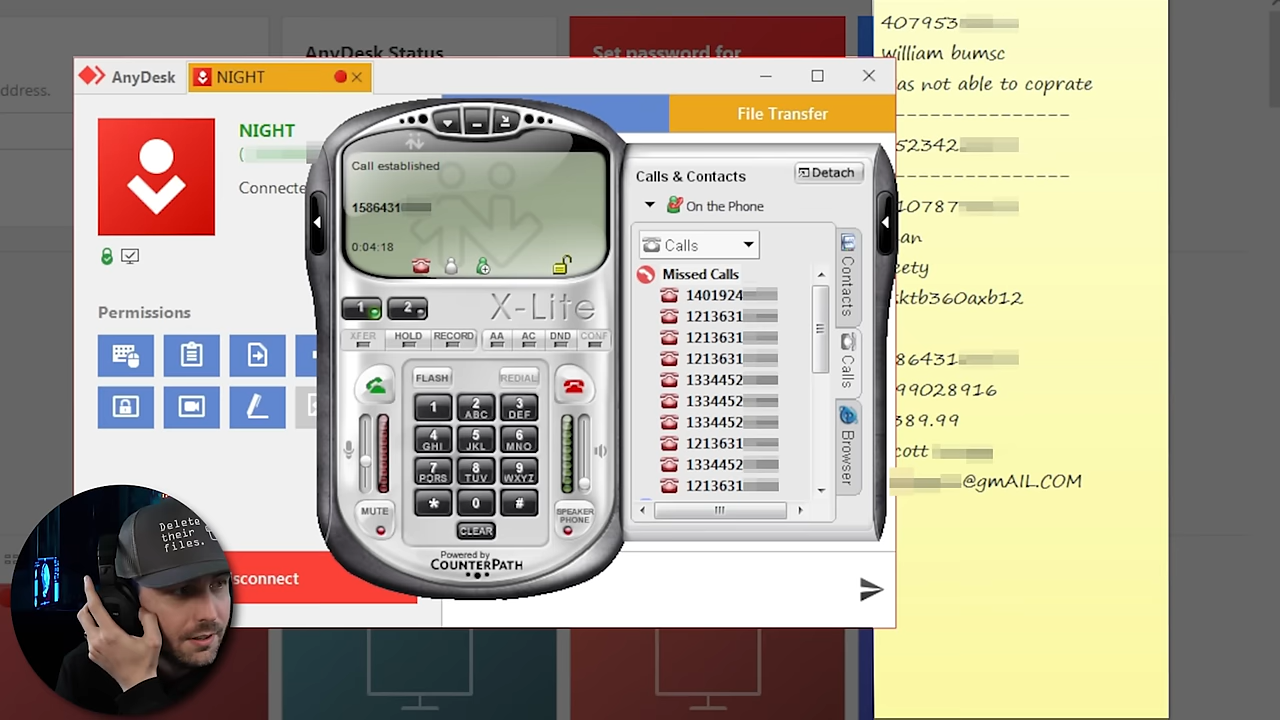 AnyDesk Status
Set password for
address.
AnyDesk
NIGHT
NIGHT
File Transfer
Connecte
Permissions
sconnect
Call established
1586431
0:04:18
1
2
X-Lite
XFER
HOLD
RECORD
AA
AC
DND
CONF
FLASH
REDIAL
1
2 ABC
3 DEF
4 GHI
5 JKL
6 MNO
7 PQRS
8 TUV
9 WXYZ
*
0
#
CLEAR
MUTE
SPEAKER
PHONE
Powered by
COUNTERPATH
Calls & Contacts
Detach
On the Phone
Calls
Missed Calls
1401924
1213631
1213631
1213631
1334452
1334452
1334452
1213631
1334452
1213631
Contacts
Calls
Browser
407953
william bumsc
as not able to coprate
---------------
52342
---------------
10787
an
eety
ktb360axb12
86431
99028916
389.99
cott
@gmAIL.COM
Delete
their
files.